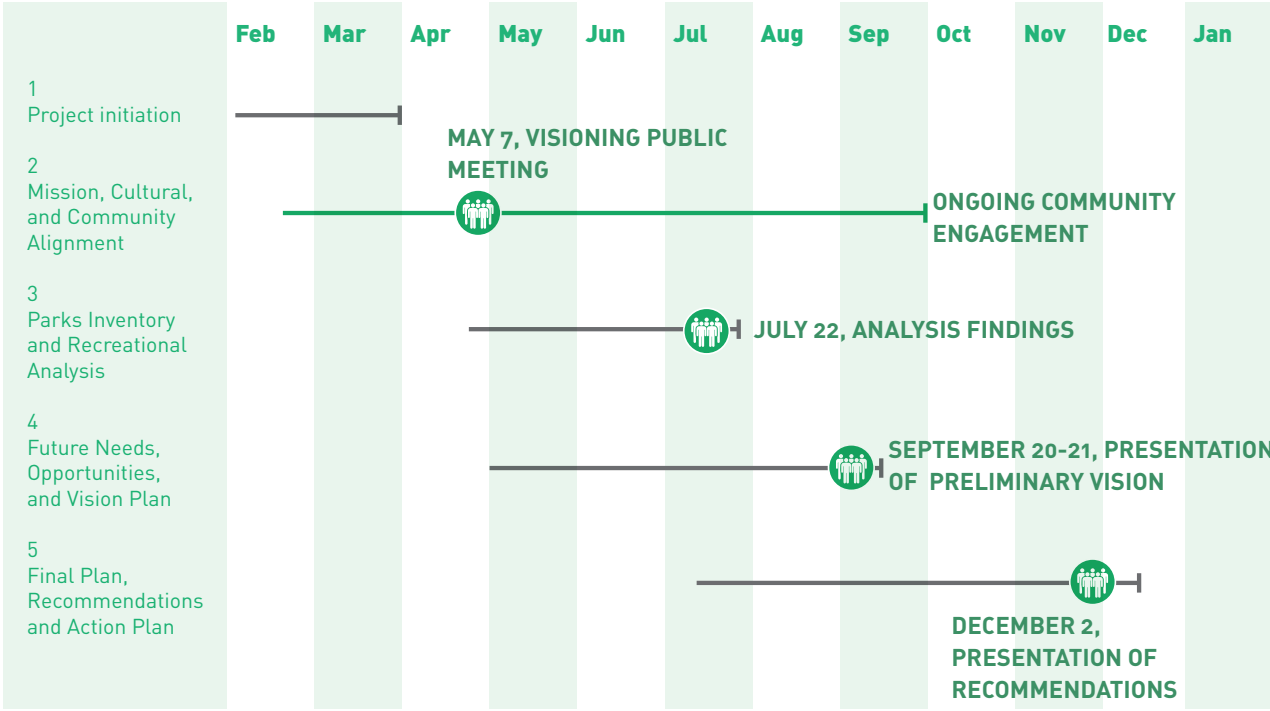 Feb Mar Apr May Jun Jul Aug Sep Oct Nov Dec Jan
1
Project initiation
MAY 7, VISIONING PUBLIC
MEETING
2
Mission, Cultural,
and Community
Alignment
ONGOING COMMUNITY
ENGAGEMENT
3
Parks Inventory
and Recreational
Analysis
JULY 22, ANALYSIS FINDINGS
4
Future Needs,
Opportunities,
and Vision Plan
SEPTEMBER 20-21, PRESENTATION
OF PRELIMINARY VISION
5
Final Plan,
Recommendations
and Action Plan
DECEMBER 2,
PRESENTATION OF
RECOMMENDATIONS